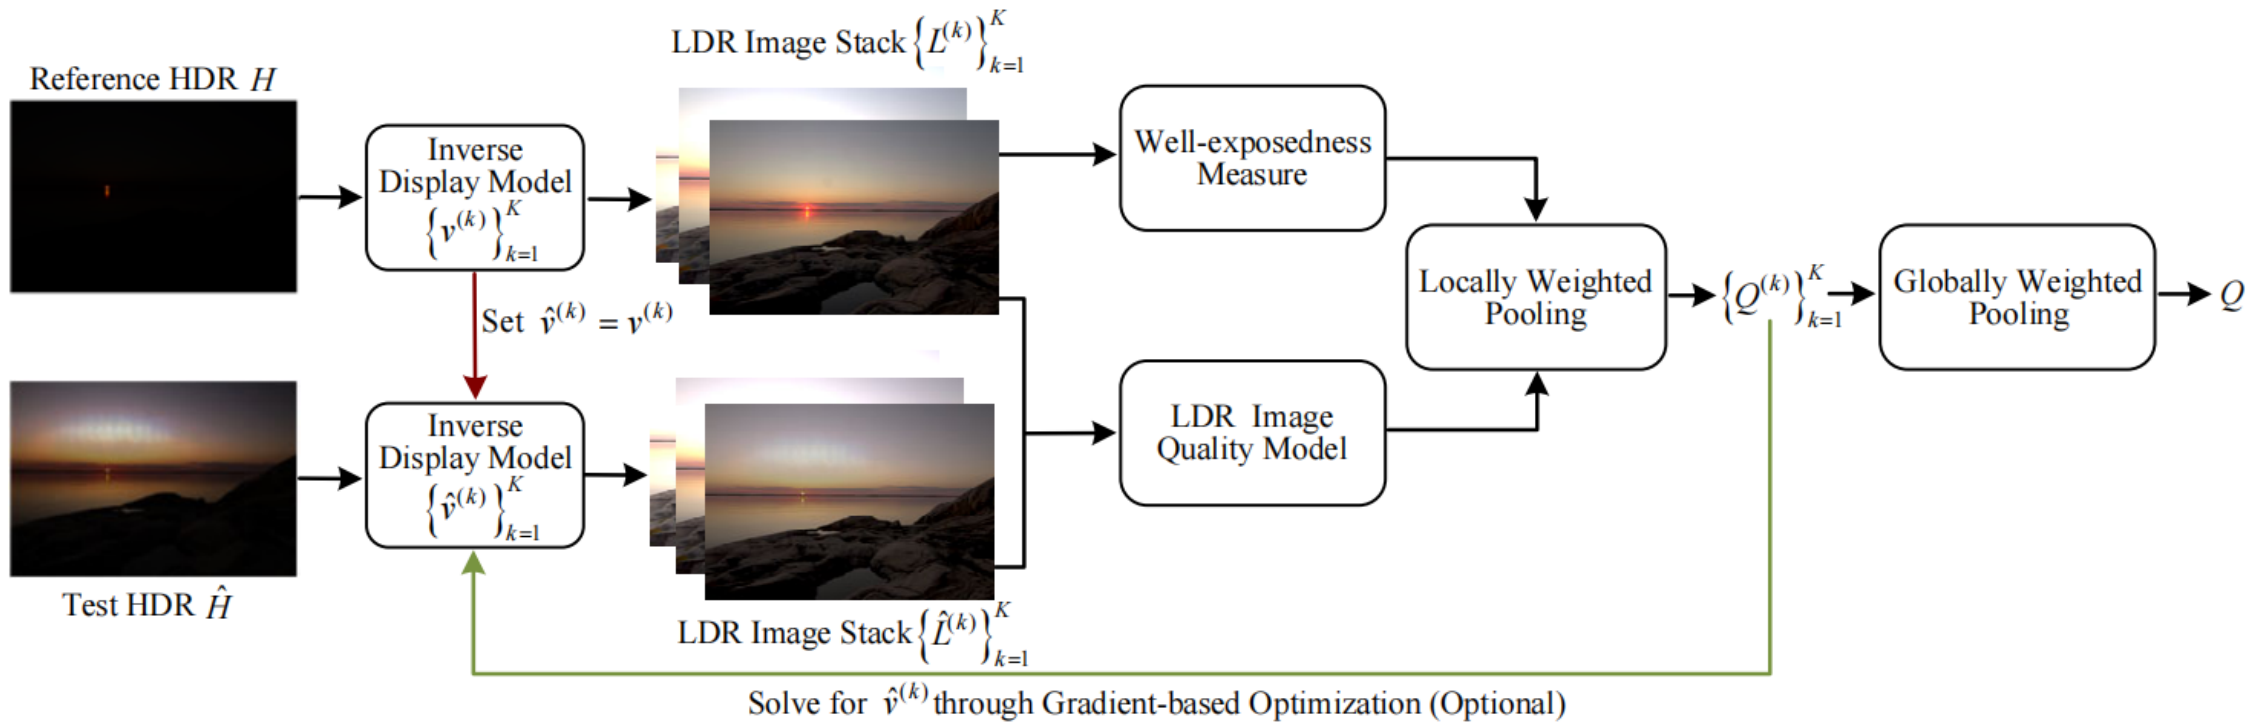 LDR Image Stack {L^(k)}_{k=1}^K
Reference HDR H
Inverse
Display Model
{v^(k)}_{k=1}^K
Well-exposedness
Measure
Set v̂^(k) = v^(k)
Locally Weighted
Pooling
{Q^(k)}_{k=1}^K
Globally Weighted
Pooling
Q
Inverse
Display Model
{v̂^(k)}_{k=1}^K
LDR Image
Quality Model
Test HDR Ĥ
LDR Image Stack {L̂^(k)}_{k=1}^K
Solve for v̂^(k) through Gradient-based Optimization (Optional)